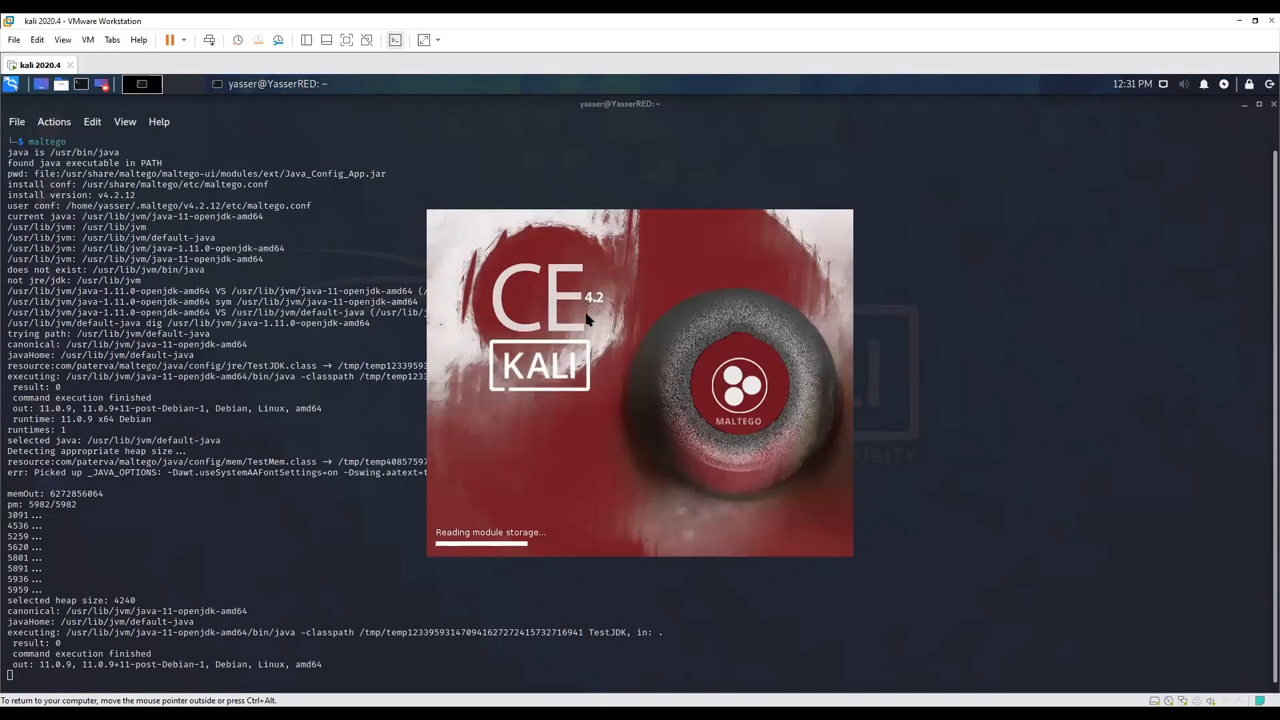 kali 2020.4 - VMware Workstation
File Edit View VM Tabs Help
kali 2020.4
yasser@YasserRED: ~
12:31 PM
yasser@YasserRED: ~
File Actions Edit View Help
└─$ maltego
java is /usr/bin/java
found java executable in PATH
pwd: file:/usr/share/maltego/maltego-ui/modules/ext/Java_Config_App.jar
install conf: /usr/share/maltego/etc/maltego.conf
install version: v4.2.12
user conf: /home/yasser/.maltego/v4.2.12/etc/maltego.conf
current java: /usr/lib/jvm/java-11-openjdk-amd64
/usr/lib/jvm: /usr/lib/jvm
/usr/lib/jvm: /usr/lib/jvm/default-java
/usr/lib/jvm: /usr/lib/jvm/java-1.11.0-openjdk-amd64
/usr/lib/jvm: /usr/lib/jvm/java-11-openjdk-amd64
does not exist: /usr/lib/jvm/bin/java
not jre/jdk: /usr/lib/jvm
/usr/lib/jvm/java-1.11.0-openjdk-amd64 VS /usr/lib/jvm/java-11-openjdk-amd64 (/
/usr/lib/jvm/java-1.11.0-openjdk-amd64 sym /usr/lib/jvm/java-11-openjdk-amd64
/usr/lib/jvm/java-1.11.0-openjdk-amd64 VS /usr/lib/jvm/default-java (/usr/lib/j
/usr/lib/jvm/default-java dig /usr/lib/jvm/java-1.11.0-openjdk-amd64
trying path: /usr/lib/jvm/default-java
canonical: /usr/lib/jvm/java-11-openjdk-amd64
javaHome: /usr/lib/jvm/default-java
resource:com/paterva/maltego/java/config/jre/TestJDK.class -> /tmp/temp12339593
executing: /usr/lib/jvm/java-11-openjdk-amd64/bin/java -classpath /tmp/temp1233
result: 0
command execution finished
out: 11.0.9, 11.0.9+11-post-Debian-1, Debian, Linux, amd64
runtime: 11.0.9 x64 Debian
runtimes: 1
selected java: /usr/lib/jvm/default-java
Detecting appropriate heap size...
resource:com/paterva/maltego/java/config/mem/TestMem.class -> /tmp/temp40857597
err: Picked up _JAVA_OPTIONS: -Dawt.useSystemAAFontSettings=on -Dswing.aatext=t
memOut: 6272856064
pm: 5982/5982
3091...
4536...
5259...
5620...
5801...
5891...
5936...
5959...
selected heap size: 4240
canonical: /usr/lib/jvm/java-11-openjdk-amd64
javaHome: /usr/lib/jvm/default-java
executing: /usr/lib/jvm/java-11-openjdk-amd64/bin/java -classpath /tmp/temp12339593147094162727241573271​6941 TestJDK, in: .
result: 0
command execution finished
out: 11.0.9, 11.0.9+11-post-Debian-1, Debian, Linux, amd64
CE 4.2
KALI
MALTEGO
Reading module storage...
To return to your computer, move the mouse pointer outside or press Ctrl+Alt.